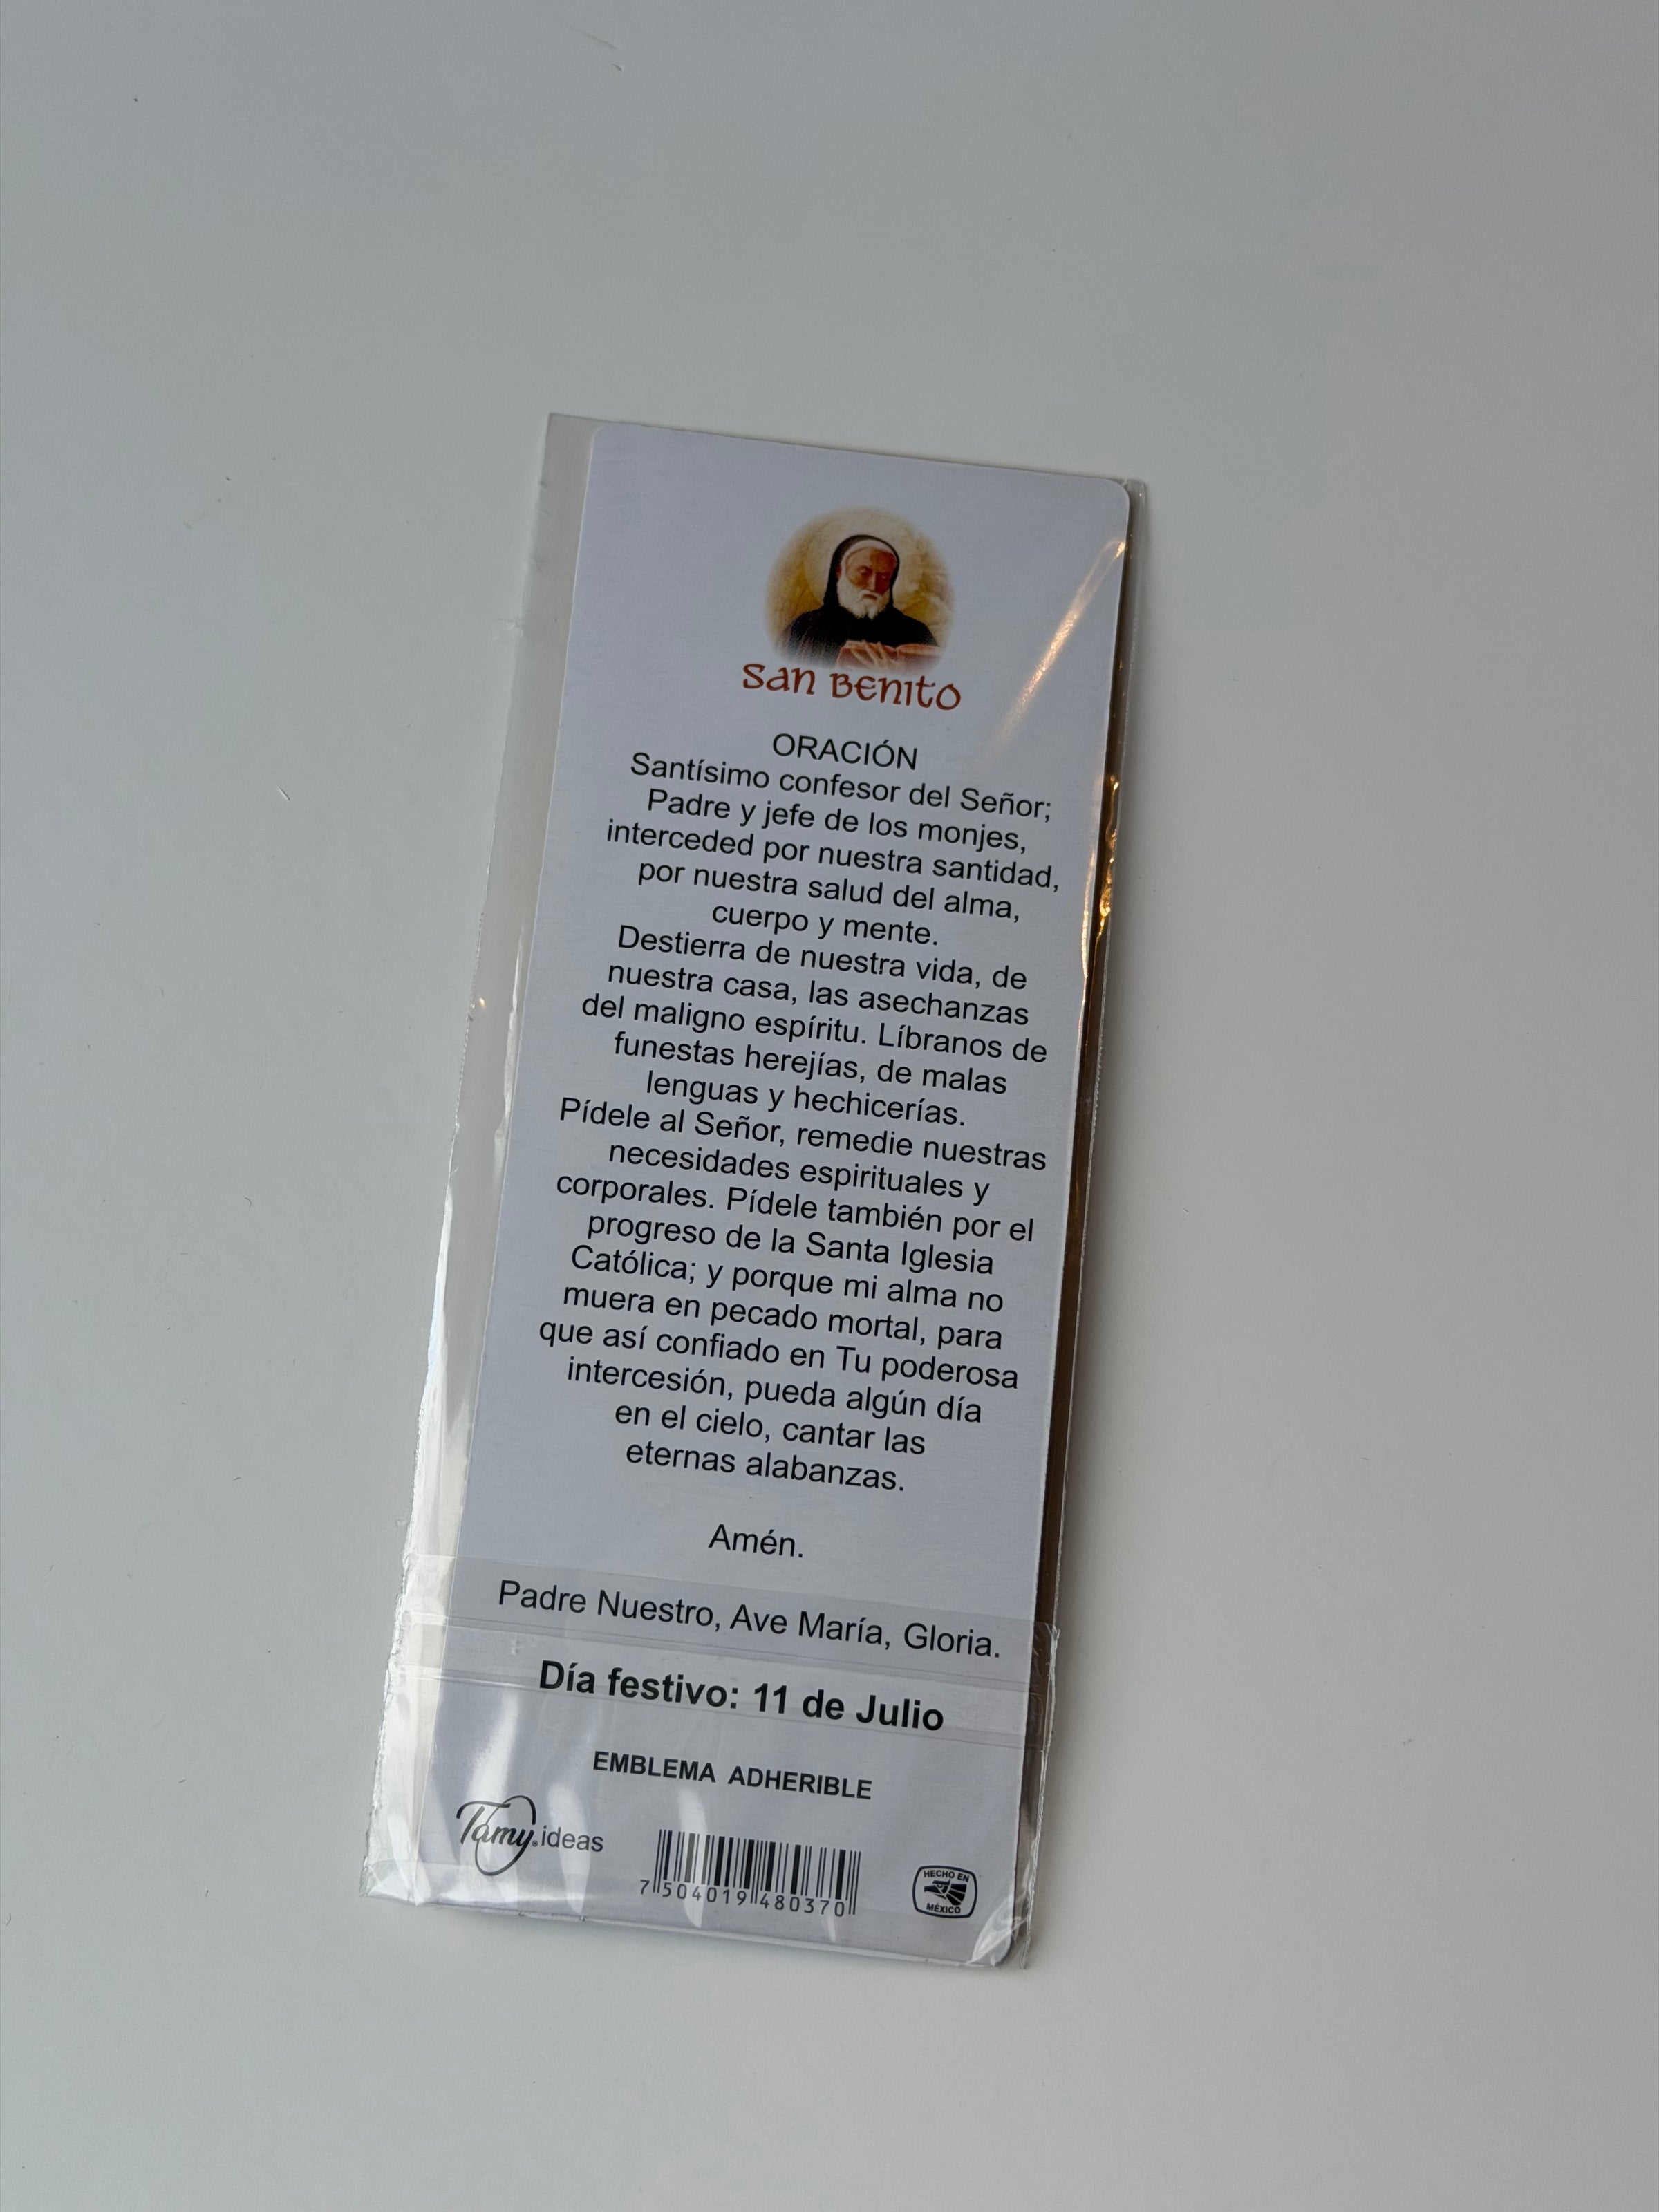 San Benito
ORACIÓN
Santísimo confesor del Señor;
Padre y jefe de los monjes,
interceded por nuestra santidad,
por nuestra salud del alma,
cuerpo y mente.
Destierra de nuestra vida, de
nuestra casa, las asechanzas
del maligno espíritu. Líbranos de
funestas herejías, de malas
lenguas y hechicerías.
Pídele al Señor, remedie nuestras
necesidades espirituales y
corporales. Pídele también por el
progreso de la Santa Iglesia
Católica; y porque mi alma no
muera en pecado mortal, para
que así confiado en Tu poderosa
intercesión, pueda algún día
en el cielo, cantar las
eternas alabanzas.
Amén.
Padre Nuestro, Ave María, Gloria.
Día festivo: 11 de Julio
EMBLEMA ADHERIBLE
Tamy.ideas
7 504019 480370
HECHO EN
MÉXICO